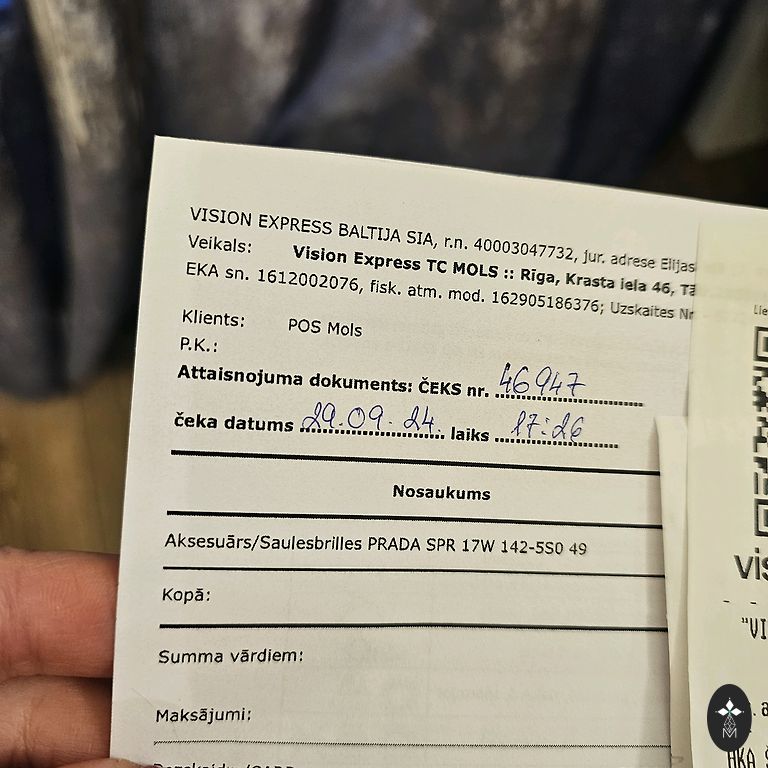 VISION EXPRESS BALTIJA SIA, r.n. 40003047732, jur. adrese Elijas
Veikals: Vision Express TC MOLS :: Rīga, Krasta iela 46,
EKA sn. 1612002076, fisk. atm. mod. 162905186376; Uzskaites Nr
Klients: POS Mols
P.K.:
Attaisnojuma dokuments: ČEKS nr. 46947
čeka datums 29.09.24. laiks 17:26
Nosaukums
Aksesuārs/Saulesbrilles PRADA SPR 17W 142-5S0 49
Kopā:
Summa vārdiem:
Maksājumi:
vis
"VI
M